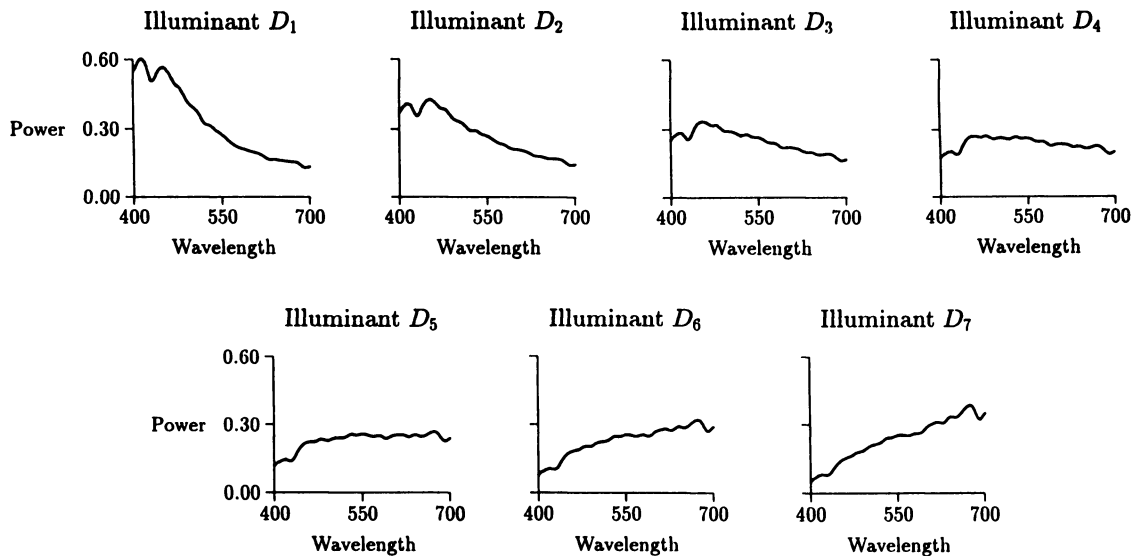 Illuminant D₁ Illuminant D₂ Illuminant D₃ Illuminant D₄
0.60
Power 0.30
0.00
400 550 700 400 550 700 400 550 700 400 550 700
Wavelength Wavelength Wavelength Wavelength
Illuminant D₅ Illuminant D₆ Illuminant D₇
0.60
Power 0.30
0.00
400 550 700 400 550 700 400 550 700
Wavelength Wavelength Wavelength